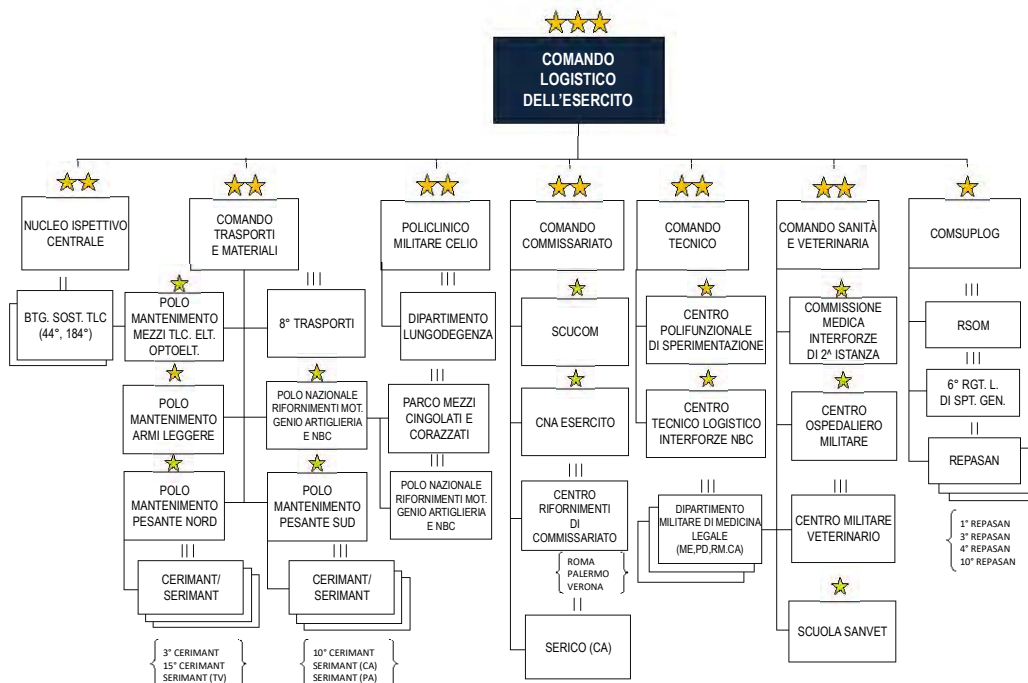 COMANDO
LOGISTICO
DELL'ESERCITO
NUCLEO ISPETTIVO
CENTRALE
BTG. SOST. TLC
(44°, 184°)
COMANDO
TRASPORTI
E MATERIALI
POLO
MANTENIMENTO
MEZZI TLC. ELT.
OPTOELT.
8° TRASPORTI
POLO
MANTENIMENTO
ARMI LEGGERE
POLO NAZIONALE
RIFORNIMENTI MOT.
GENIO ARTIGLIERIA
E NBC
POLO
MANTENIMENTO
PESANTE NORD
POLO
MANTENIMENTO
PESANTE SUD
CERIMANT/
SERIMANT
3° CERIMANT
15° CERIMANT
SERIMANT (TV)
CERIMANT/
SERIMANT
10° CERIMANT
SERIMANT (CA)
SERIMANT (PA)
POLICLINICO
MILITARE CELIO
DIPARTIMENTO
LUNGODEGENZA
PARCO MEZZI
CINGOLATI E
CORAZZATI
POLO NAZIONALE
RIFORNIMENTI MOT.
GENIO ARTIGLIERIA
E NBC
COMANDO
COMMISSARIATO
SCUCOM
CNA ESERCITO
CENTRO
RIFORNIMENTI
DI
COMMISSARIATO
ROMA
PALERMO
VERONA
SERICO (CA)
COMANDO
TECNICO
CENTRO
POLIFUNZIONALE
DI SPERIMENTAZIONE
CENTRO
TECNICO LOGISTICO
INTERFORZE NBC
COMANDO SANITÀ
E VETERINARIA
COMMISSIONE
MEDICA
INTERFORZE
DI 2^ ISTANZA
CENTRO
OSPEDALIERO
MILITARE
DIPARTIMENTO
MILITARE DI MEDICINA
LEGALE
(ME,PD,RM.CA)
CENTRO MILITARE
VETERINARIO
SCUOLA SANVET
COMSUPLOG
RSOM
6° RGT. L.
DI SPT. GEN.
REPASAN
1° REPASAN
3° REPASAN
4° REPASAN
10° REPASAN